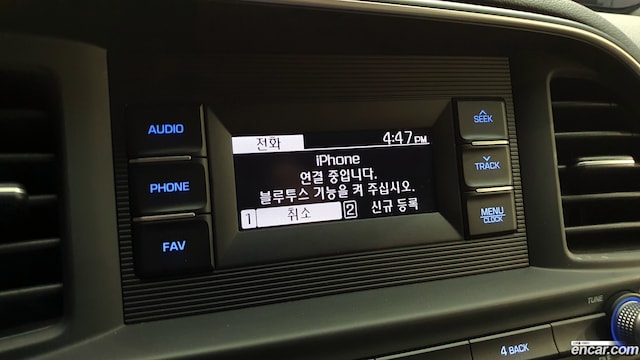 AUDIO
PHONE
FAV
전화
4:47 PM
iPhone
연결 중입니다.
블루투스 기능을 켜 주십시오.
1 취소
2 신규 등록
SEEK
TRACK
MENU
CLOCK
TUNE
4 BACK
encar.com